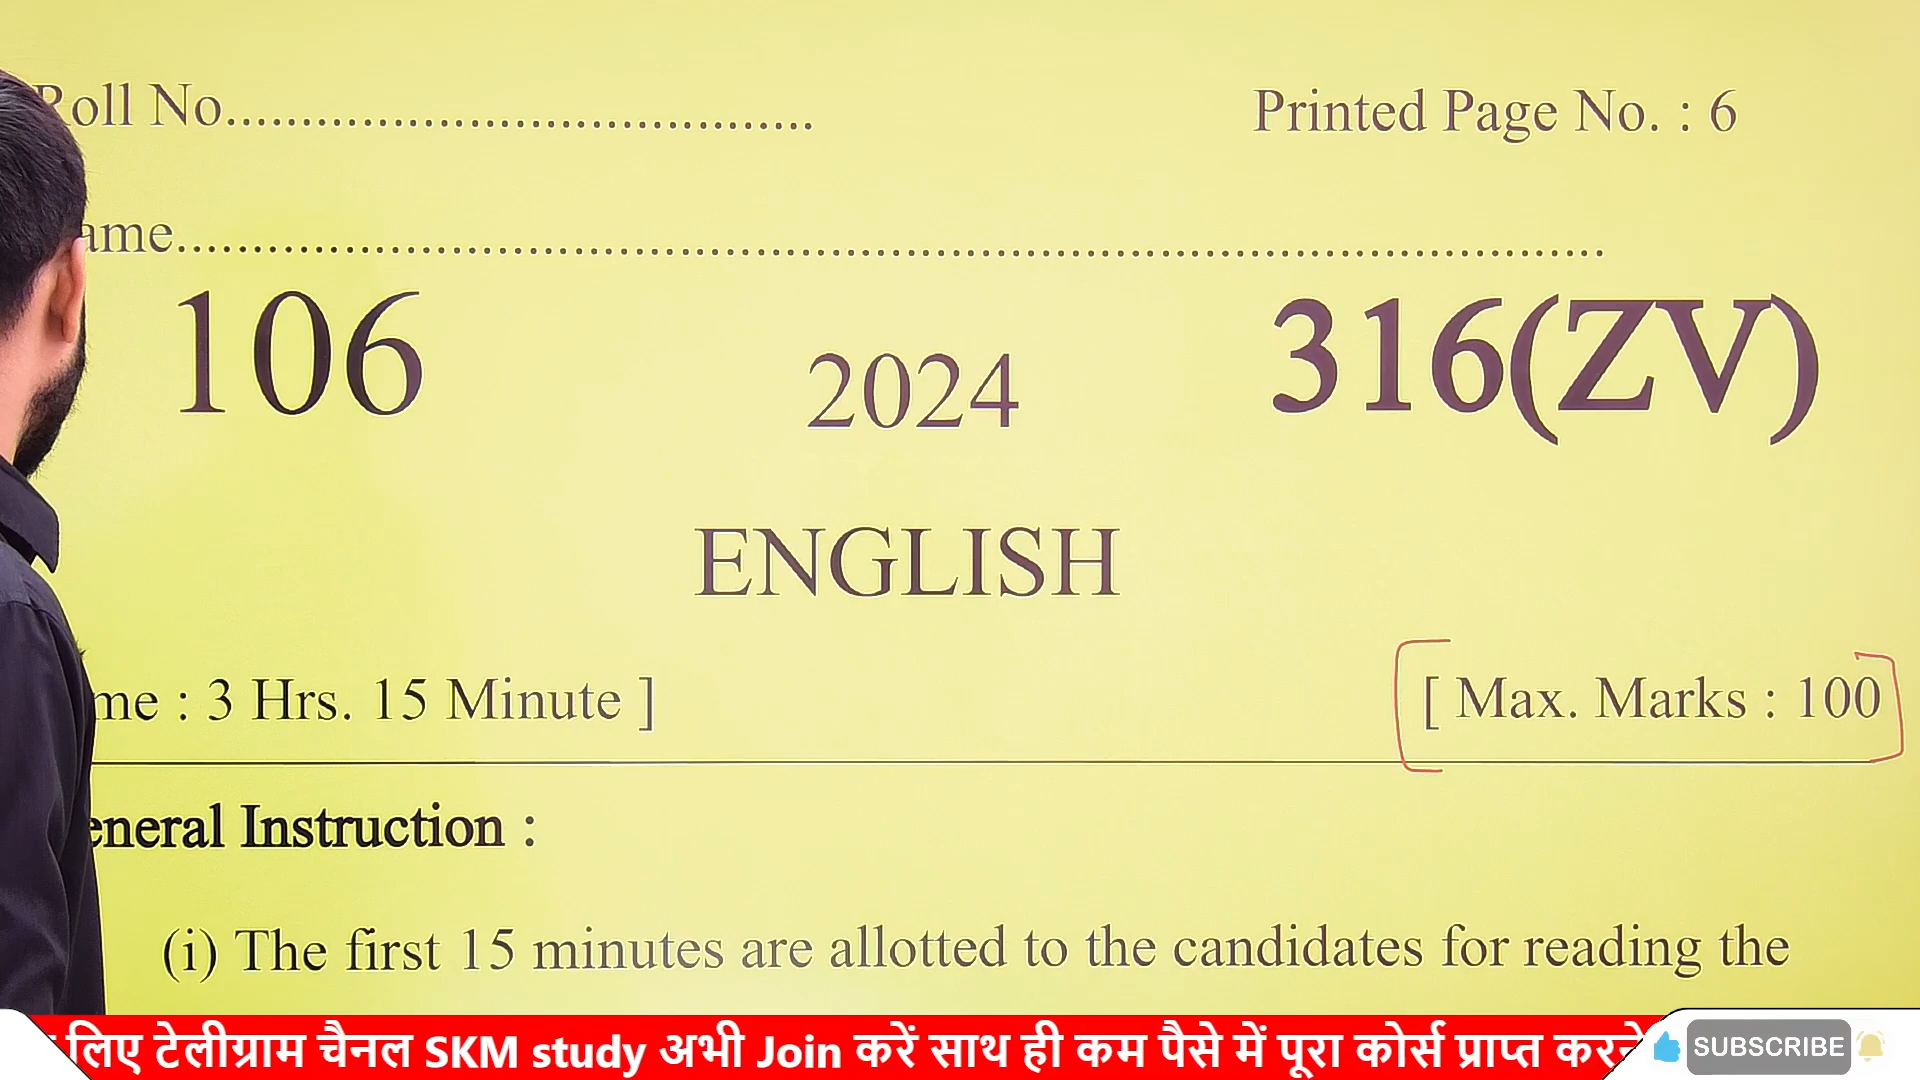 Roll No.......................................
Printed Page No. : 6
ame...............................................................................................
106
2024
316(ZV)
ENGLISH
me : 3 Hrs. 15 Minute ]
[ Max. Marks : 100
eneral Instruction :
(i) The first 15 minutes are allotted to the candidates for reading the
लिए टेलीग्राम चैनल SKM study अभी Join करें साथ ही कम पैसे में पूरा कोर्स प्राप्त करने
SUBSCRIBE